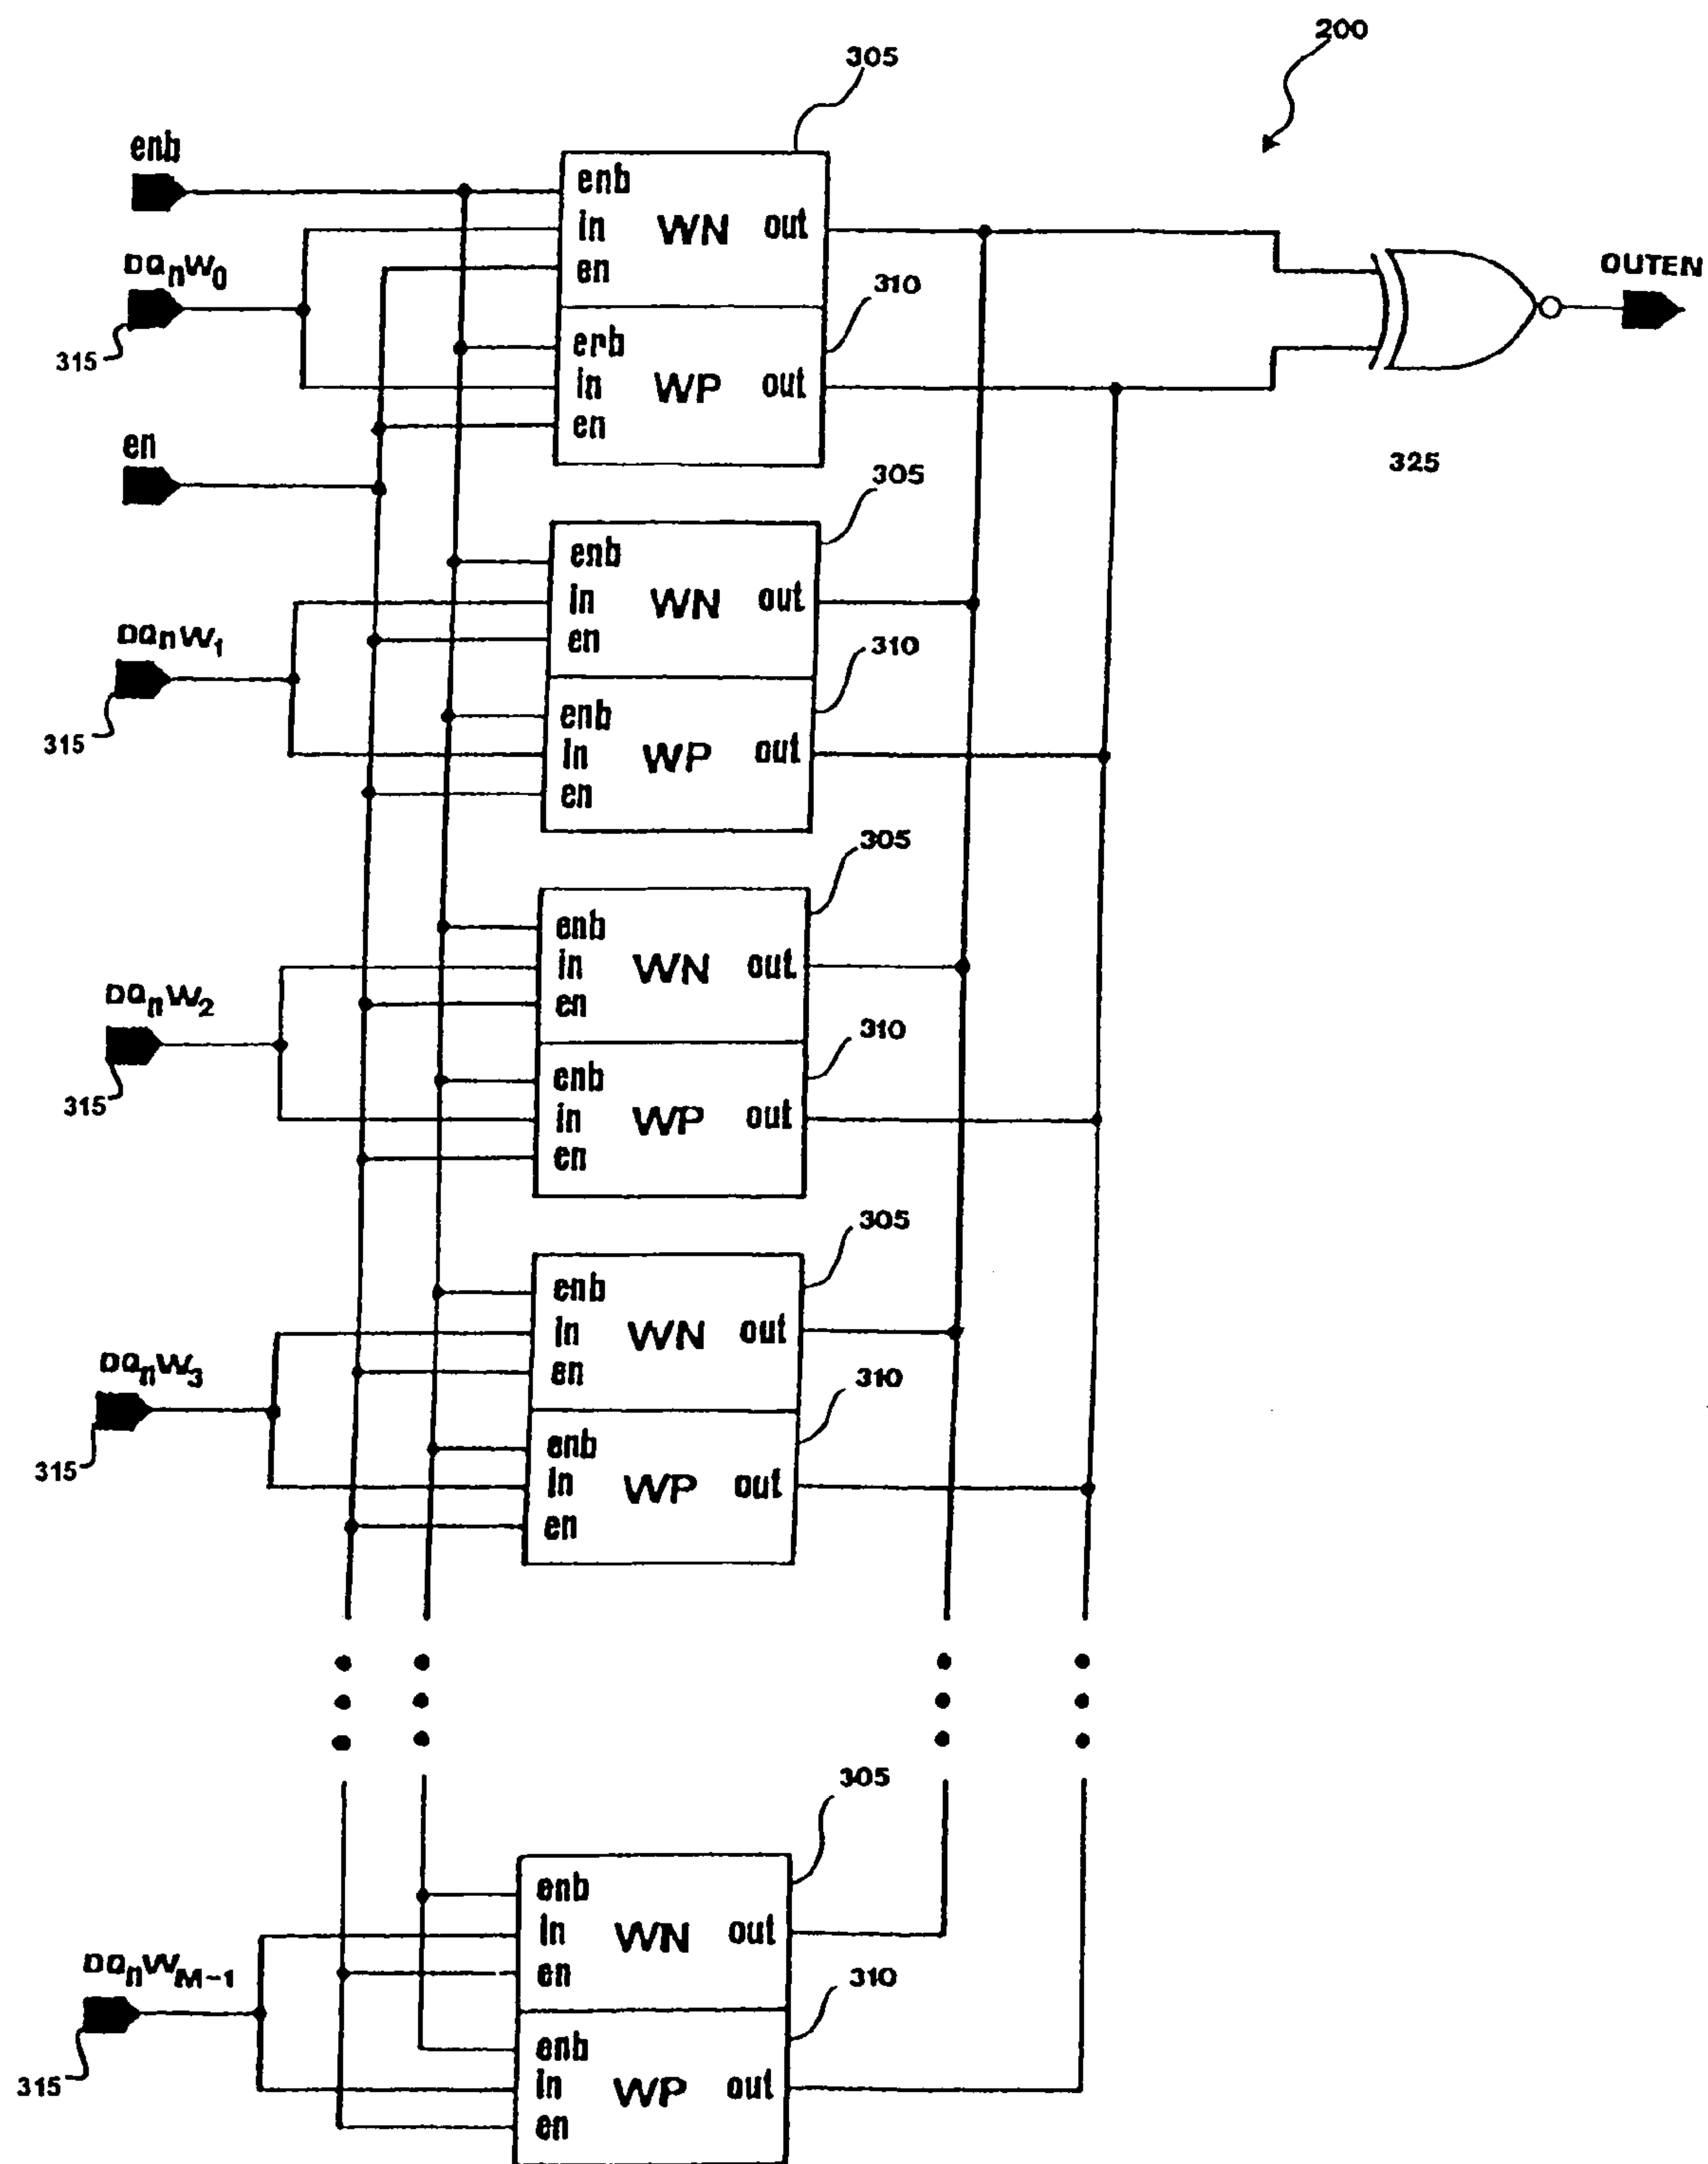 200
305
enb
enb
in WN out
en
DQnW0
315
310
erb
in WP out
en
OUTEN
325
en
305
enb
in WN out
en
DQnW1
315
310
enb
in WP out
en
305
enb
in WN out
en
DQnW2
315
310
enb
in WP out
en
305
enb
in WN out
en
DQnW3
315
310
enb
in WP out
en
305
enb
in WN out
en
DQnWM-1
315
310
enb
in WP out
en